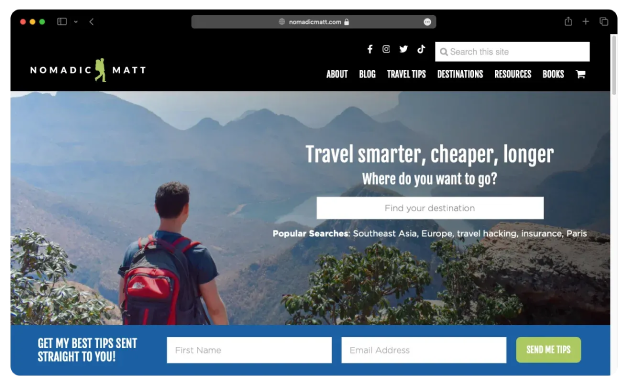 nomadicmatt.com
Search this site
NOMADIC MATT
ABOUT BLOG TRAVEL TIPS DESTINATIONS RESOURCES BOOKS
Travel smarter, cheaper, longer
Where do you want to go?
Find your destination
Popular Searches: Southeast Asia, Europe, travel hacking, insurance, Paris
GET MY BEST TIPS SENT
STRAIGHT TO YOU!
First Name
Email Address
SEND ME TIPS